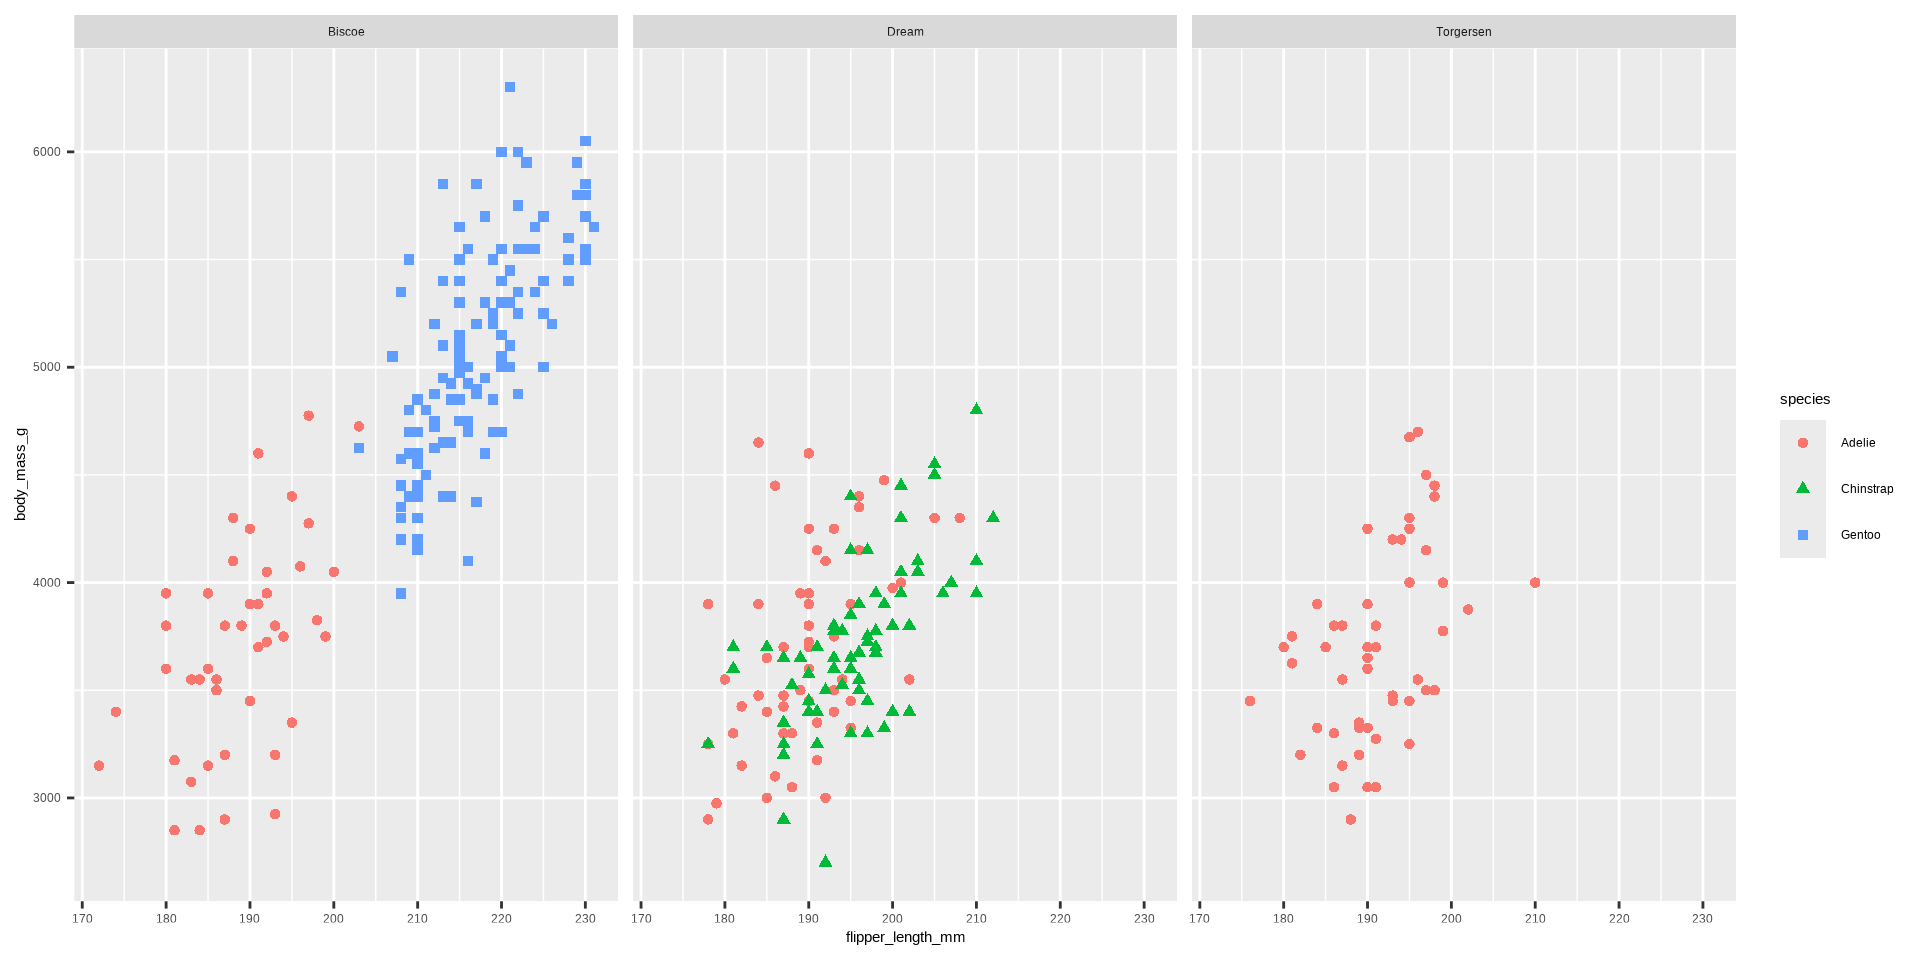 Biscoe
Dream
Torgersen
6000
5000
4000
3000
body_mass_g
170 180 190 200 210 220 230
170 180 190 200 210 220 230
170 180 190 200 210 220 230
flipper_length_mm
species
Adelie
Chinstrap
Gentoo